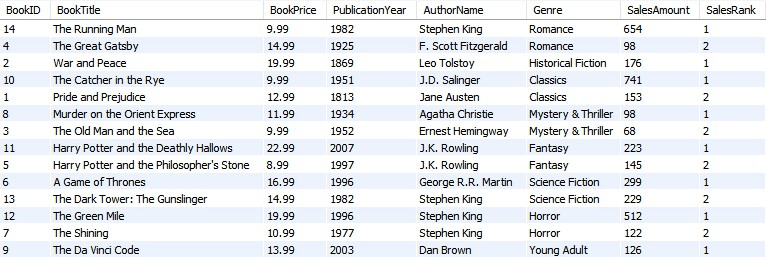 BookID BookTitle BookPrice PublicationYear AuthorName Genre SalesAmount SalesRank
14 The Running Man 9.99 1982 Stephen King Romance 654 1
4 The Great Gatsby 14.99 1925 F. Scott Fitzgerald Romance 98 2
2 War and Peace 19.99 1869 Leo Tolstoy Historical Fiction 176 1
10 The Catcher in the Rye 9.99 1951 J.D. Salinger Classics 741 1
1 Pride and Prejudice 12.99 1813 Jane Austen Classics 153 2
8 Murder on the Orient Express 11.99 1934 Agatha Christie Mystery & Thriller 98 1
3 The Old Man and the Sea 9.99 1952 Ernest Hemingway Mystery & Thriller 68 2
11 Harry Potter and the Deathly Hallows 22.99 2007 J.K. Rowling Fantasy 223 1
5 Harry Potter and the Philosopher's Stone 8.99 1997 J.K. Rowling Fantasy 145 2
6 A Game of Thrones 16.99 1996 George R.R. Martin Science Fiction 299 1
13 The Dark Tower: The Gunslinger 14.99 1982 Stephen King Science Fiction 229 2
12 The Green Mile 19.99 1996 Stephen King Horror 512 1
7 The Shining 10.99 1977 Stephen King Horror 122 2
9 The Da Vinci Code 13.99 2003 Dan Brown Young Adult 126 1